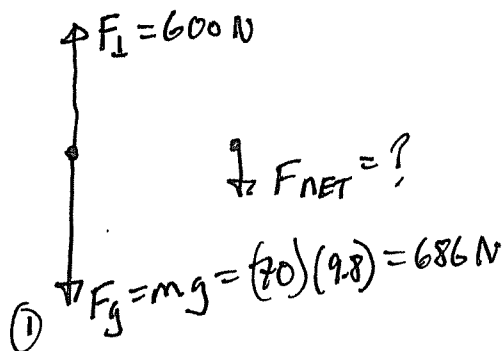 F⊥ = 600 N
F_NET = ?
F_g = mg = (70)(9.8) = 686 N
①